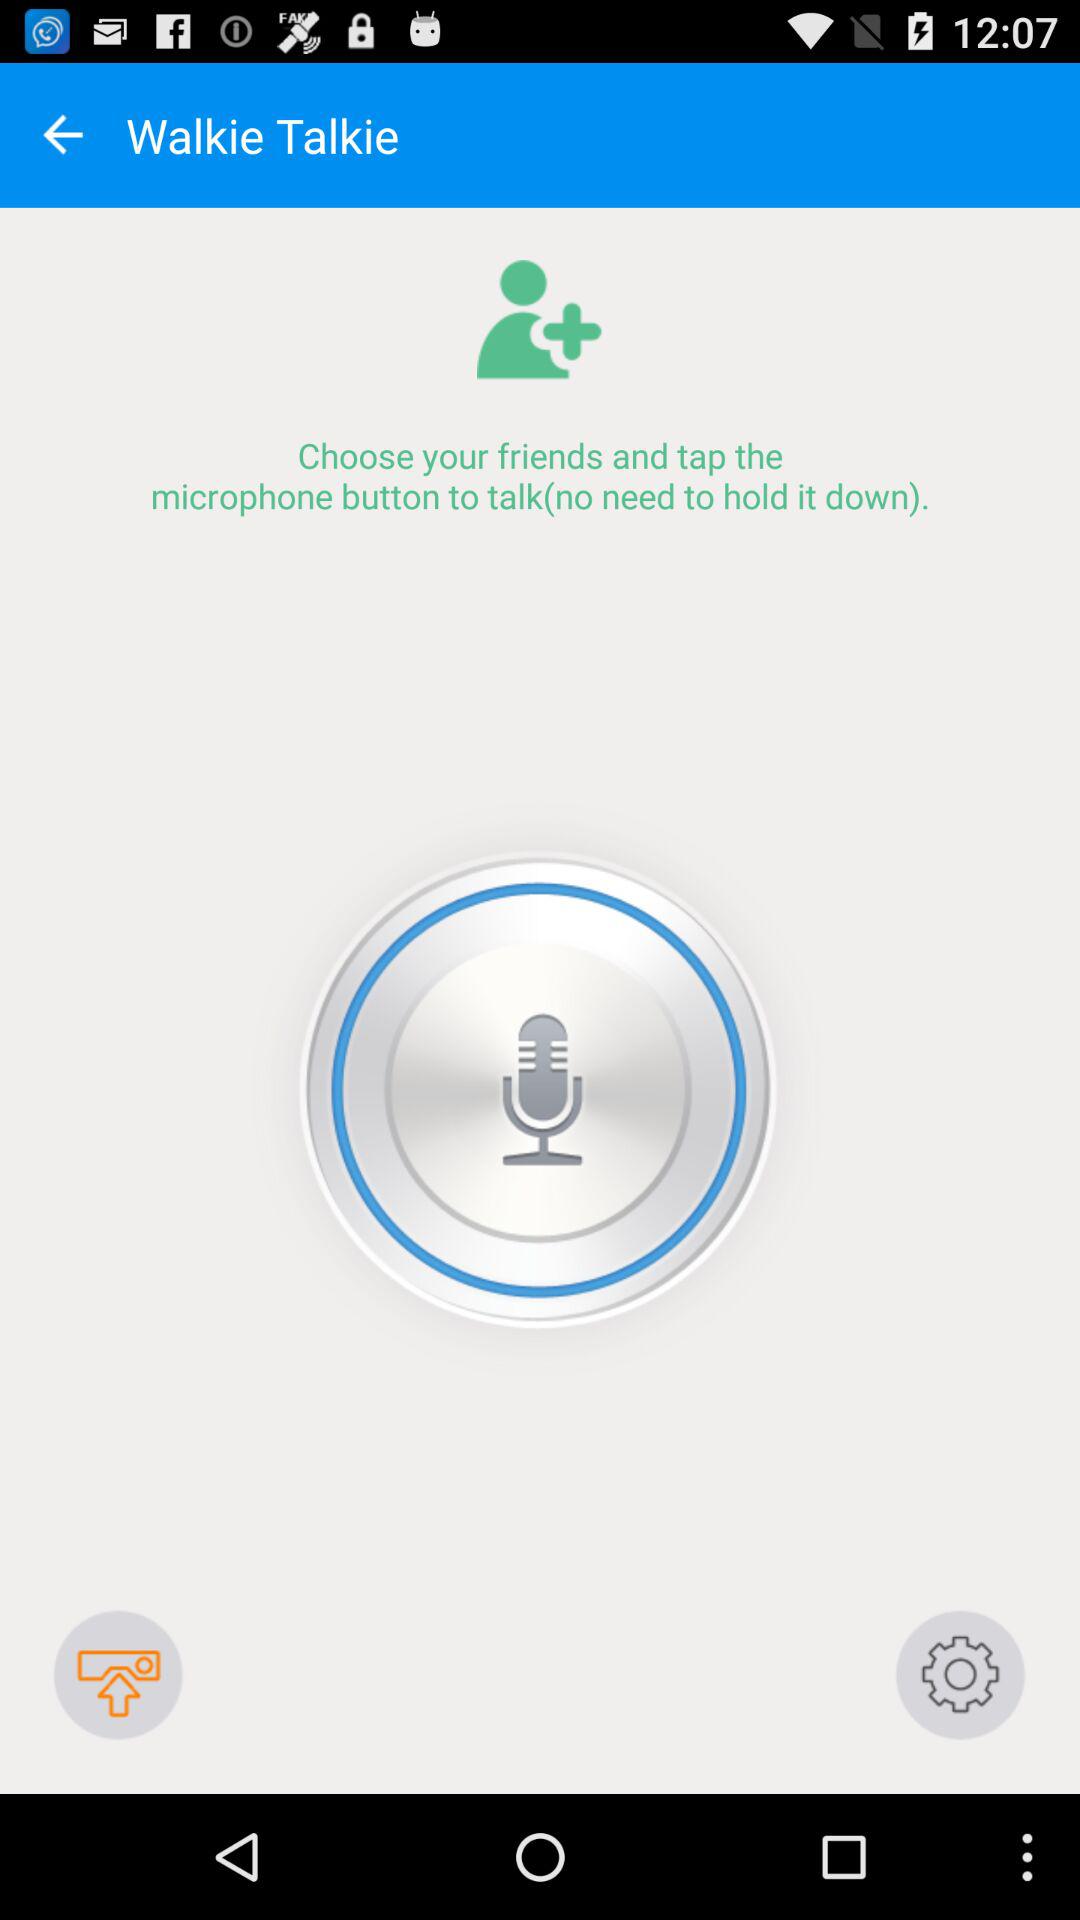 FAKE
12:07
Walkie Talkie
Choose your friends and tap the
microphone button to talk(no need to hold it down).